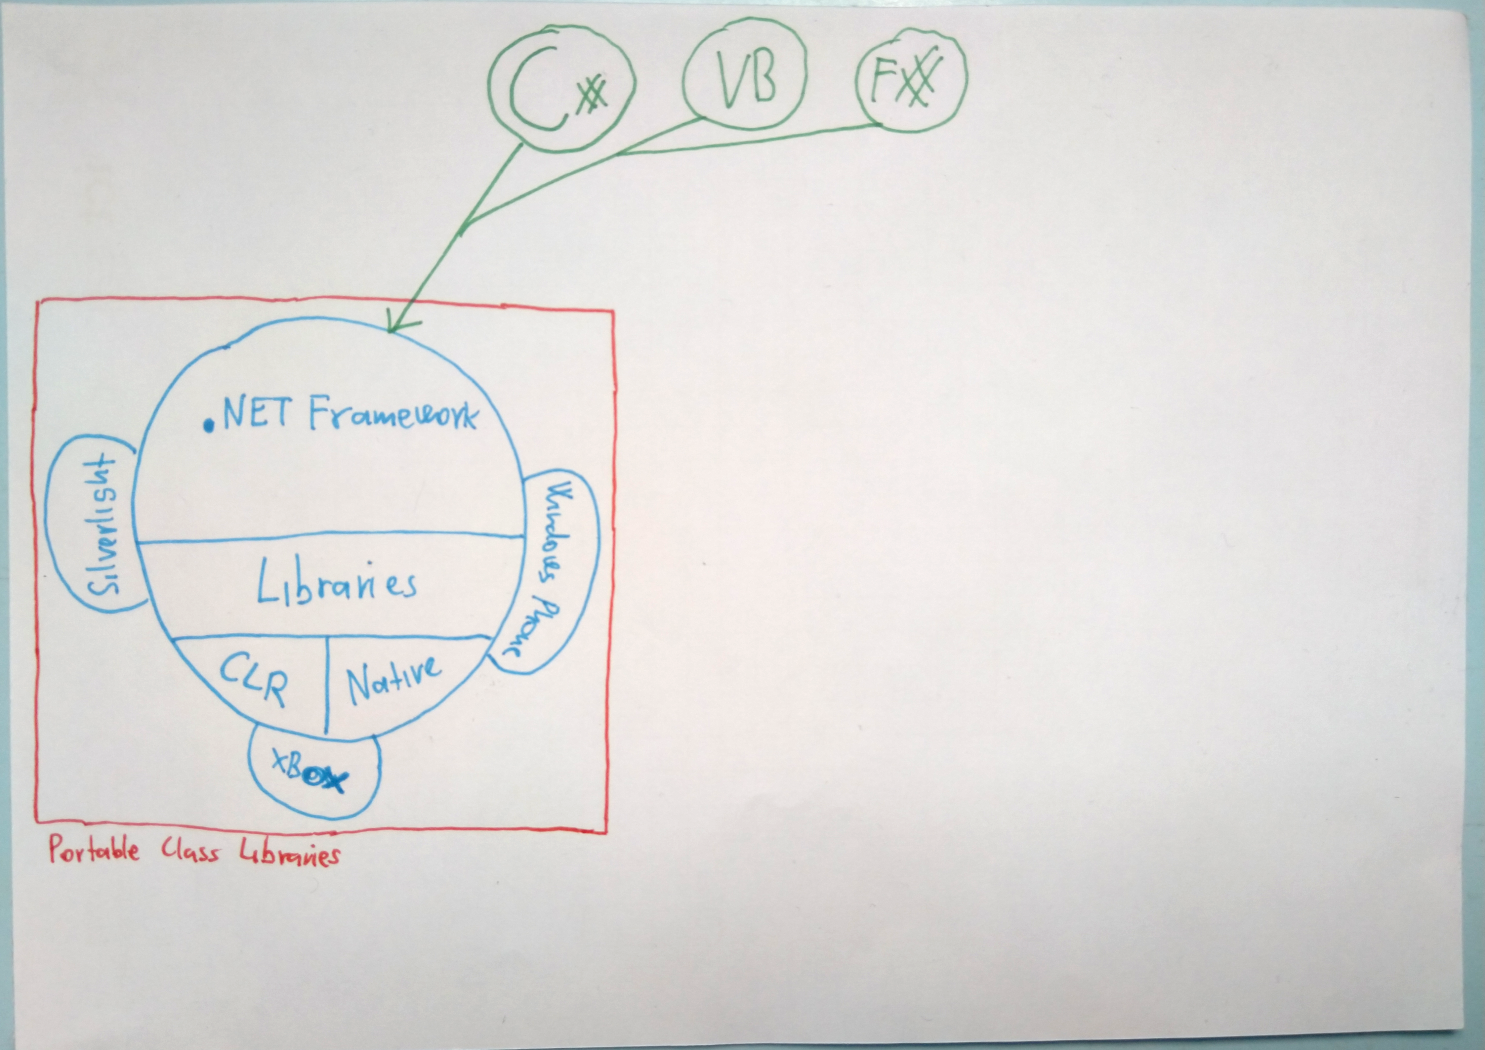 C#
VB
F#
.NET Framework
Silverlight
Windows Phone
Libraries
CLR
Native
XBOX
Portable Class Libraries